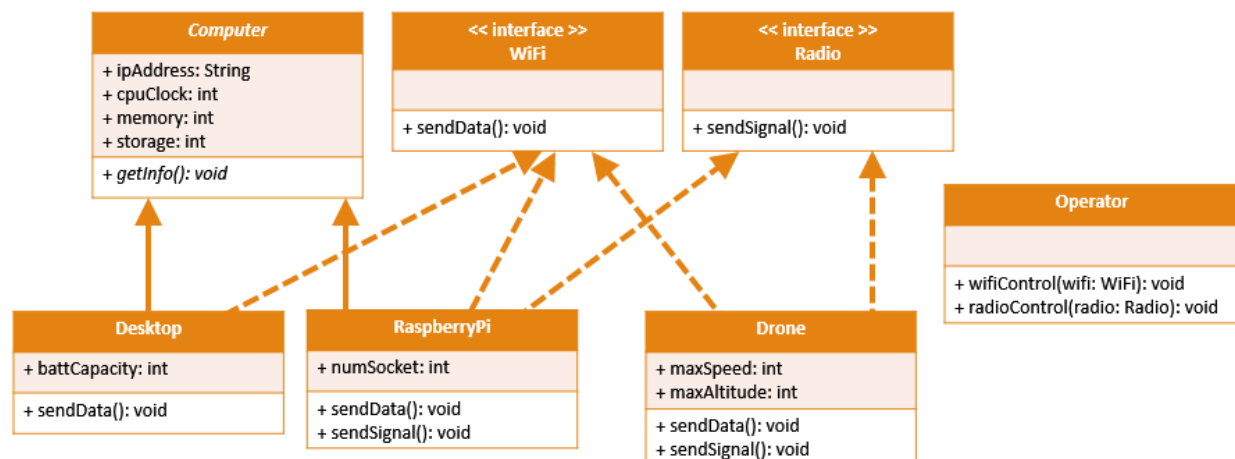 Computer
+ ipAddress: String
+ cpuClock: int
+ memory: int
+ storage: int
+ getInfo(): void
<< interface >>
WiFi
+ sendData(): void
<< interface >>
Radio
+ sendSignal(): void
Operator
+ wifiControl(wifi: WiFi): void
+ radioControl(radio: Radio): void
Desktop
+ battCapacity: int
+ sendData(): void
RaspberryPi
+ numSocket: int
+ sendData(): void
+ sendSignal(): void
Drone
+ maxSpeed: int
+ maxAltitude: int
+ sendData(): void
+ sendSignal(): void